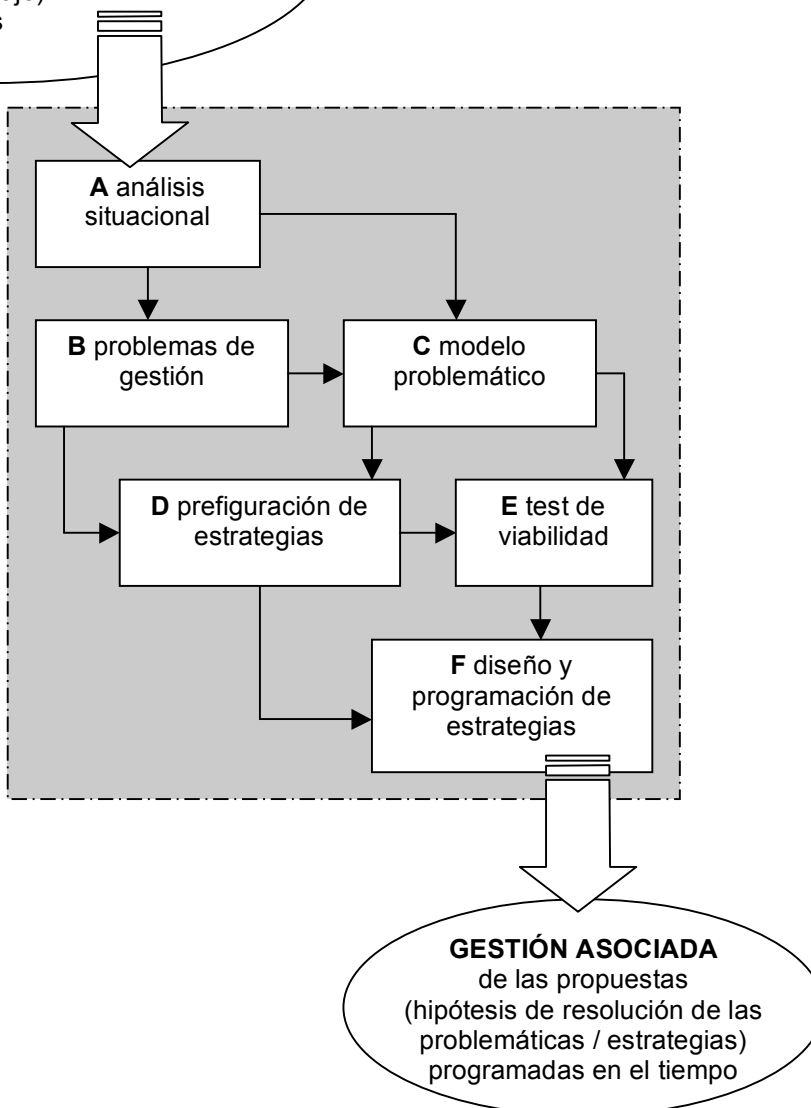 A análisis
situacional
B problemas de
gestión
C modelo
problemático
D prefiguración de
estrategias
E test de
viabilidad
F diseño y
programación de
estrategias
GESTIÓN ASOCIADA
de las propuestas
(hipótesis de resolución de las
problemáticas / estrategias)
programadas en el tiempo